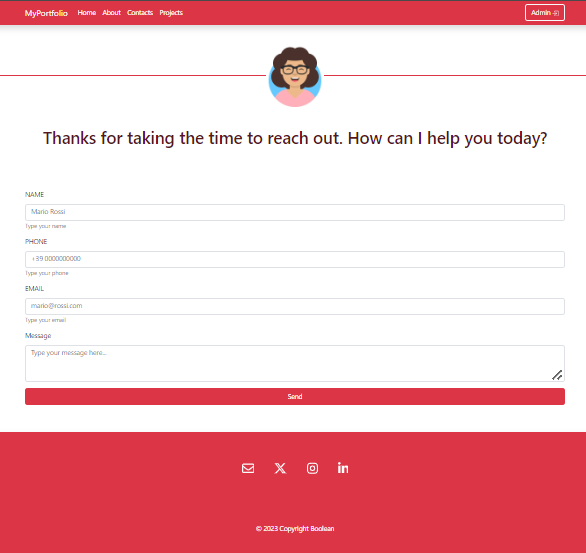 MyPortfolio Home About Contacts Projects Admin
Thanks for taking the time to reach out. How can I help you today?
NAME
Mario Rossi
Type your name
PHONE
+39 0000000000
Type your phone
EMAIL
mario@rossi.com
Type your email
Message
Type your message here...
Send
© 2023 Copyright Boolean